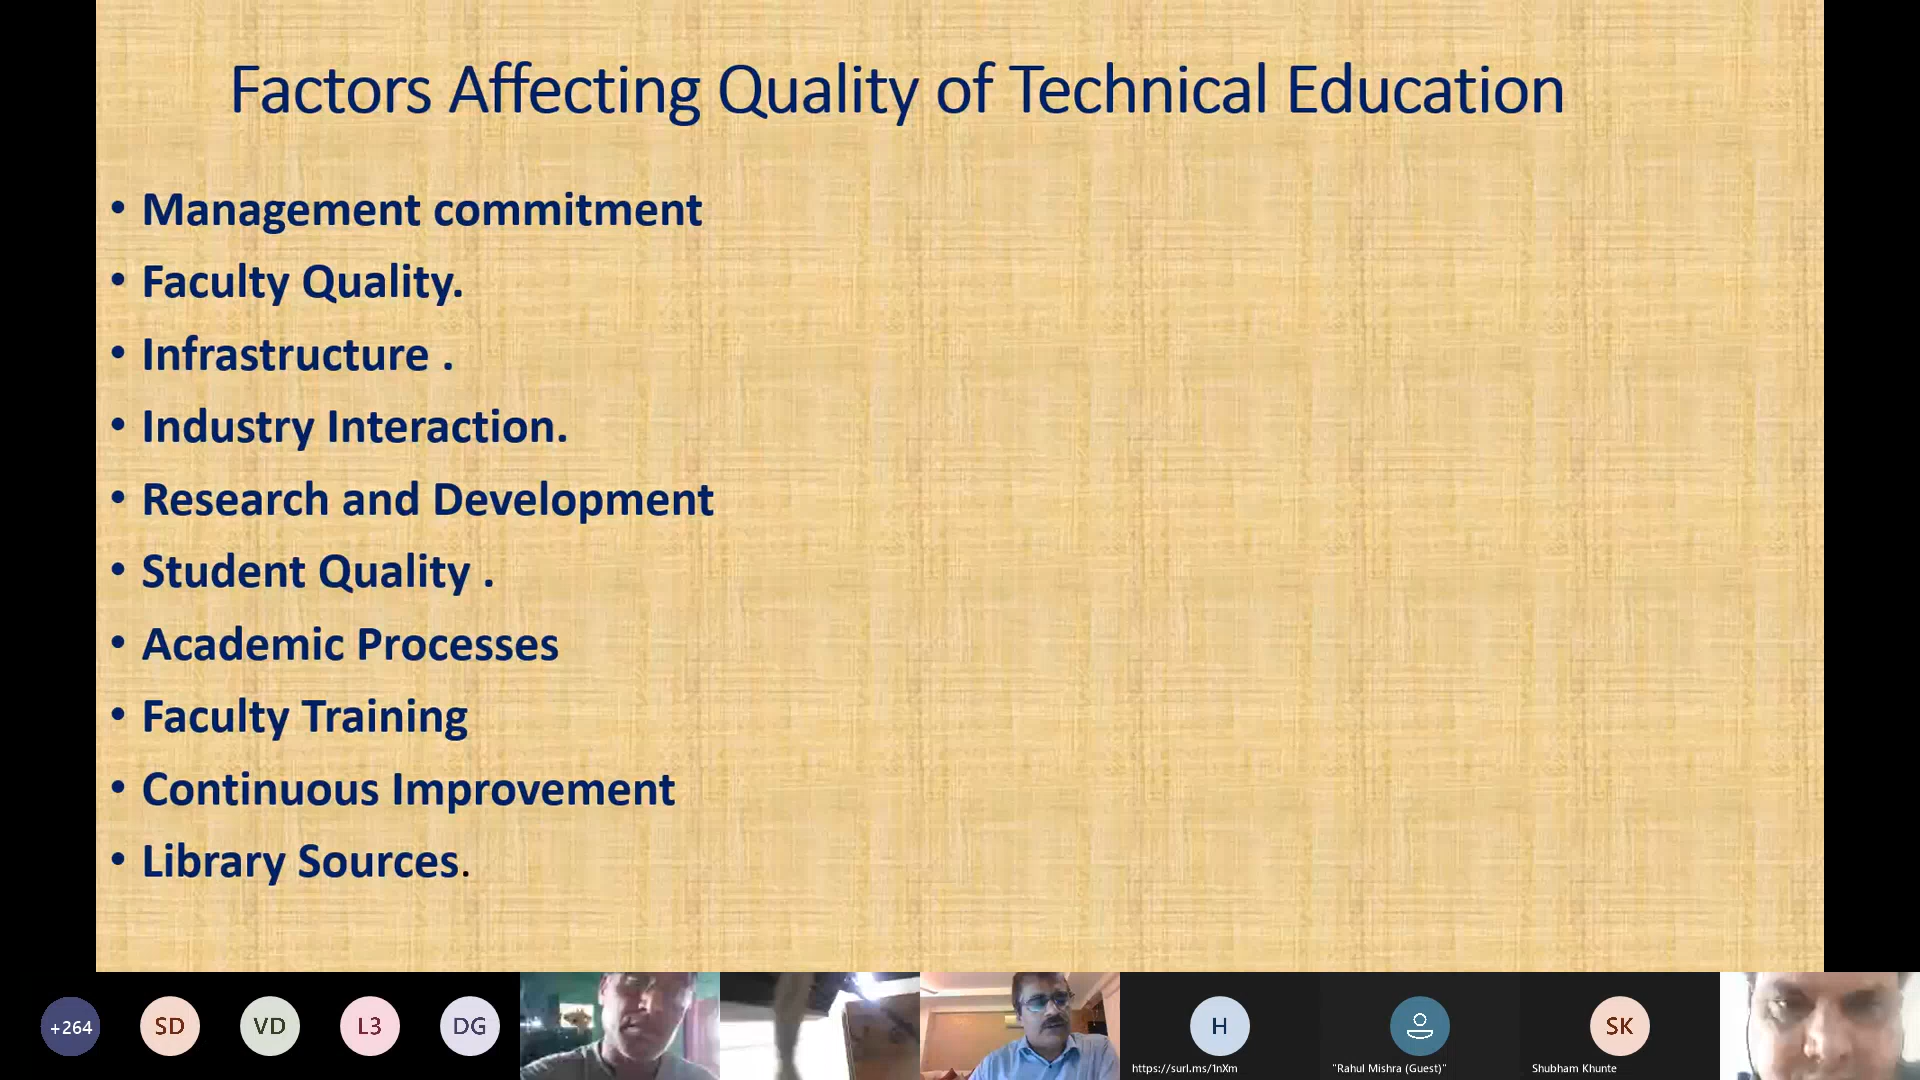 Factors Affecting Quality of Technical Education
• Management commitment
• Faculty Quality.
• Infrastructure .
• Industry Interaction.
• Research and Development
• Student Quality .
• Academic Processes
• Faculty Training
• Continuous Improvement
• Library Sources.
+264 SD VD L3 DG H SK
https://surl.ms/1nXm "Rahul Mishra (Guest)" Shubham Khunte